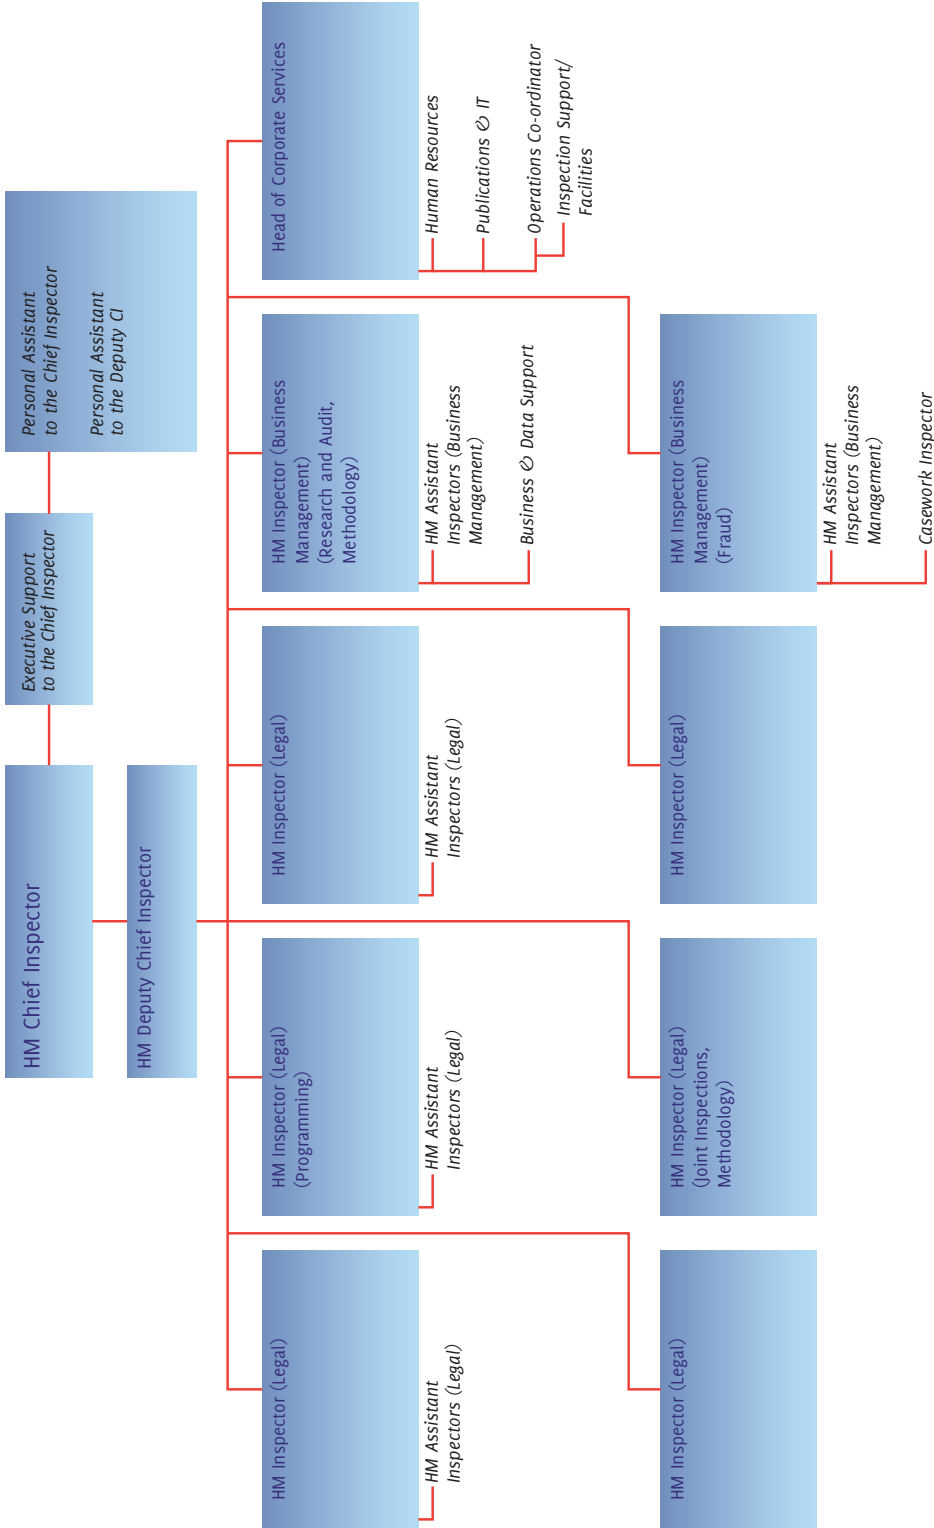 HM Chief Inspector
Executive Support
to the Chief Inspector
Personal Assistant
to the Chief Inspector
Personal Assistant
to the Deputy CI
HM Deputy Chief Inspector
HM Inspector (Legal)
HM Assistant
Inspectors (Legal)
HM Inspector (Legal)
(Programming)
HM Assistant
Inspectors (Legal)
HM Inspector (Legal)
HM Assistant
Inspectors (Legal)
HM Inspector (Business
Management)
(Research and Audit,
Methodology)
HM Assistant
Inspectors (Business
Management)
Business & Data Support
Head of Corporate Services
Human Resources
Publications & IT
Operations Co-ordinator
Inspection Support/
Facilities
HM Inspector (Legal)
HM Inspector (Legal)
(Joint Inspections,
Methodology)
HM Inspector (Legal)
HM Inspector (Business
Management)
(Fraud)
HM Assistant
Inspectors (Business
Management)
Casework Inspector